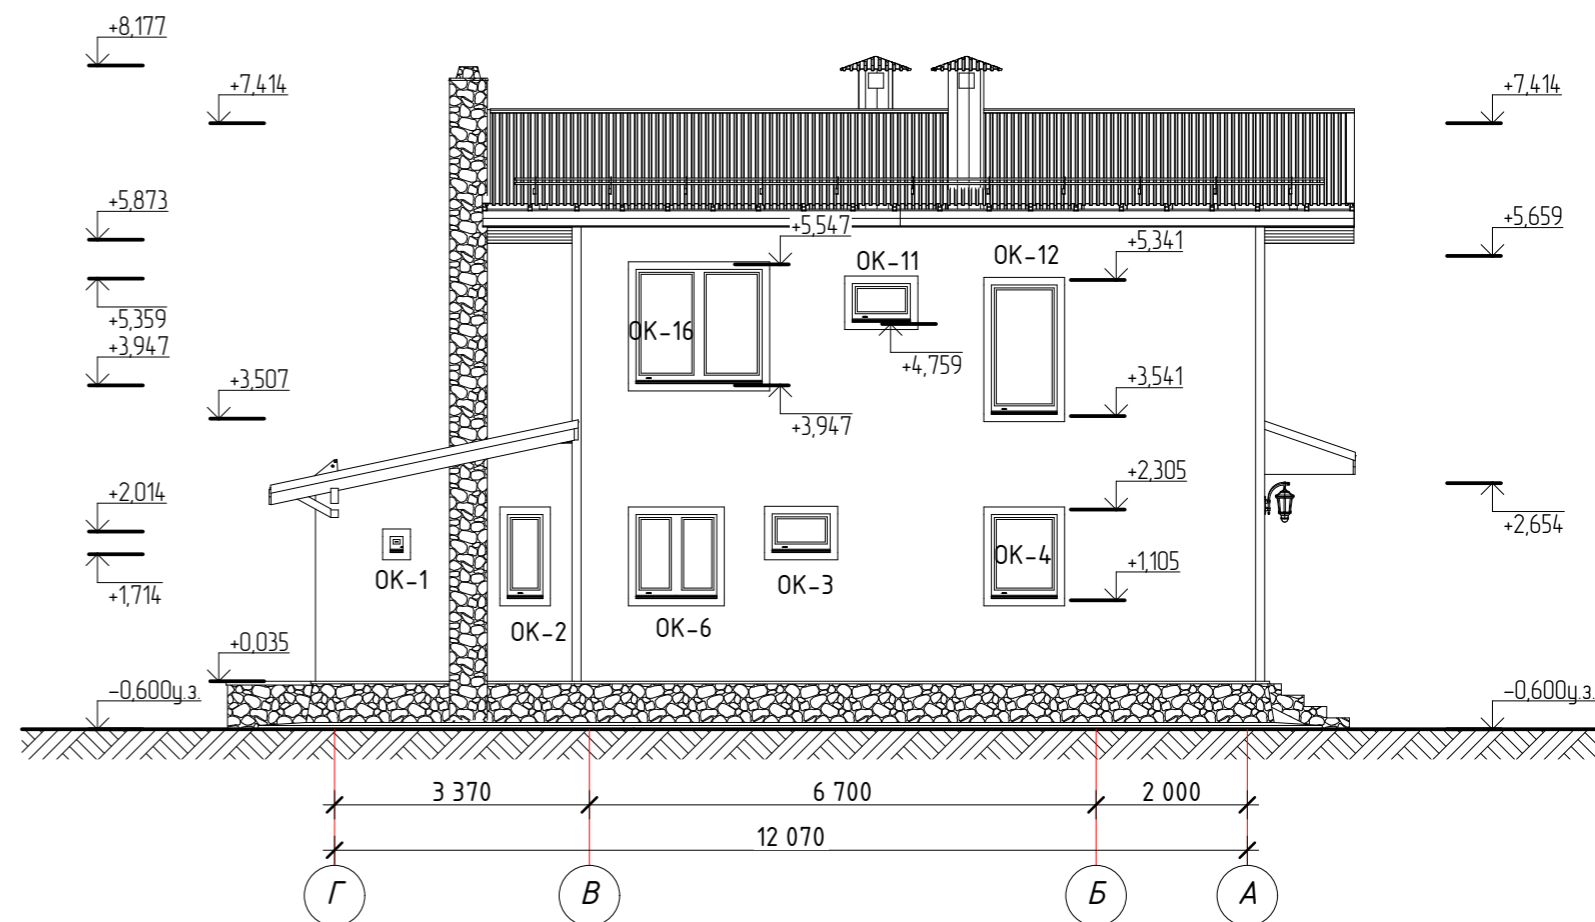 +8,177
+7,414
+7,414
+5,873
+5,659
+5,547
ОК-11
ОК-12
+5,341
+5,359
ОК-16
+3,947
+4,759
+3,507
+3,541
+3,947
+2,305
+2,014
+2,654
ОК-4
+1,105
ОК-1
ОК-3
+1,714
ОК-2
ОК-6
+0,035
-0,600у.з.
-0,600у.з.
3 370
6 700
2 000
12 070
Г
В
Б
А